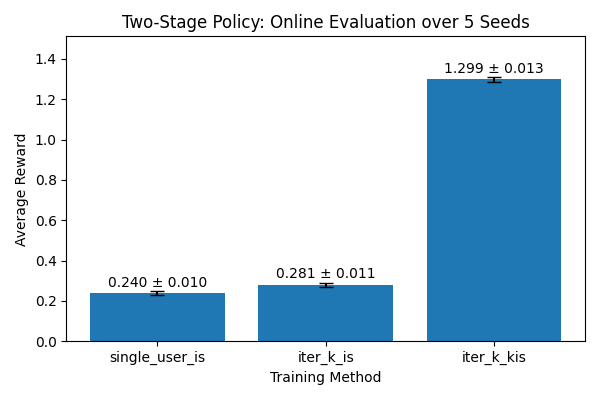 Two-Stage Policy: Online Evaluation over 5 Seeds
Average Reward
1.4
1.2
1.0
0.8
0.6
0.4
0.2
0.0
0.240 ± 0.010
0.281 ± 0.011
1.299 ± 0.013
single_user_is
iter_k_is
iter_k_kis
Training Method